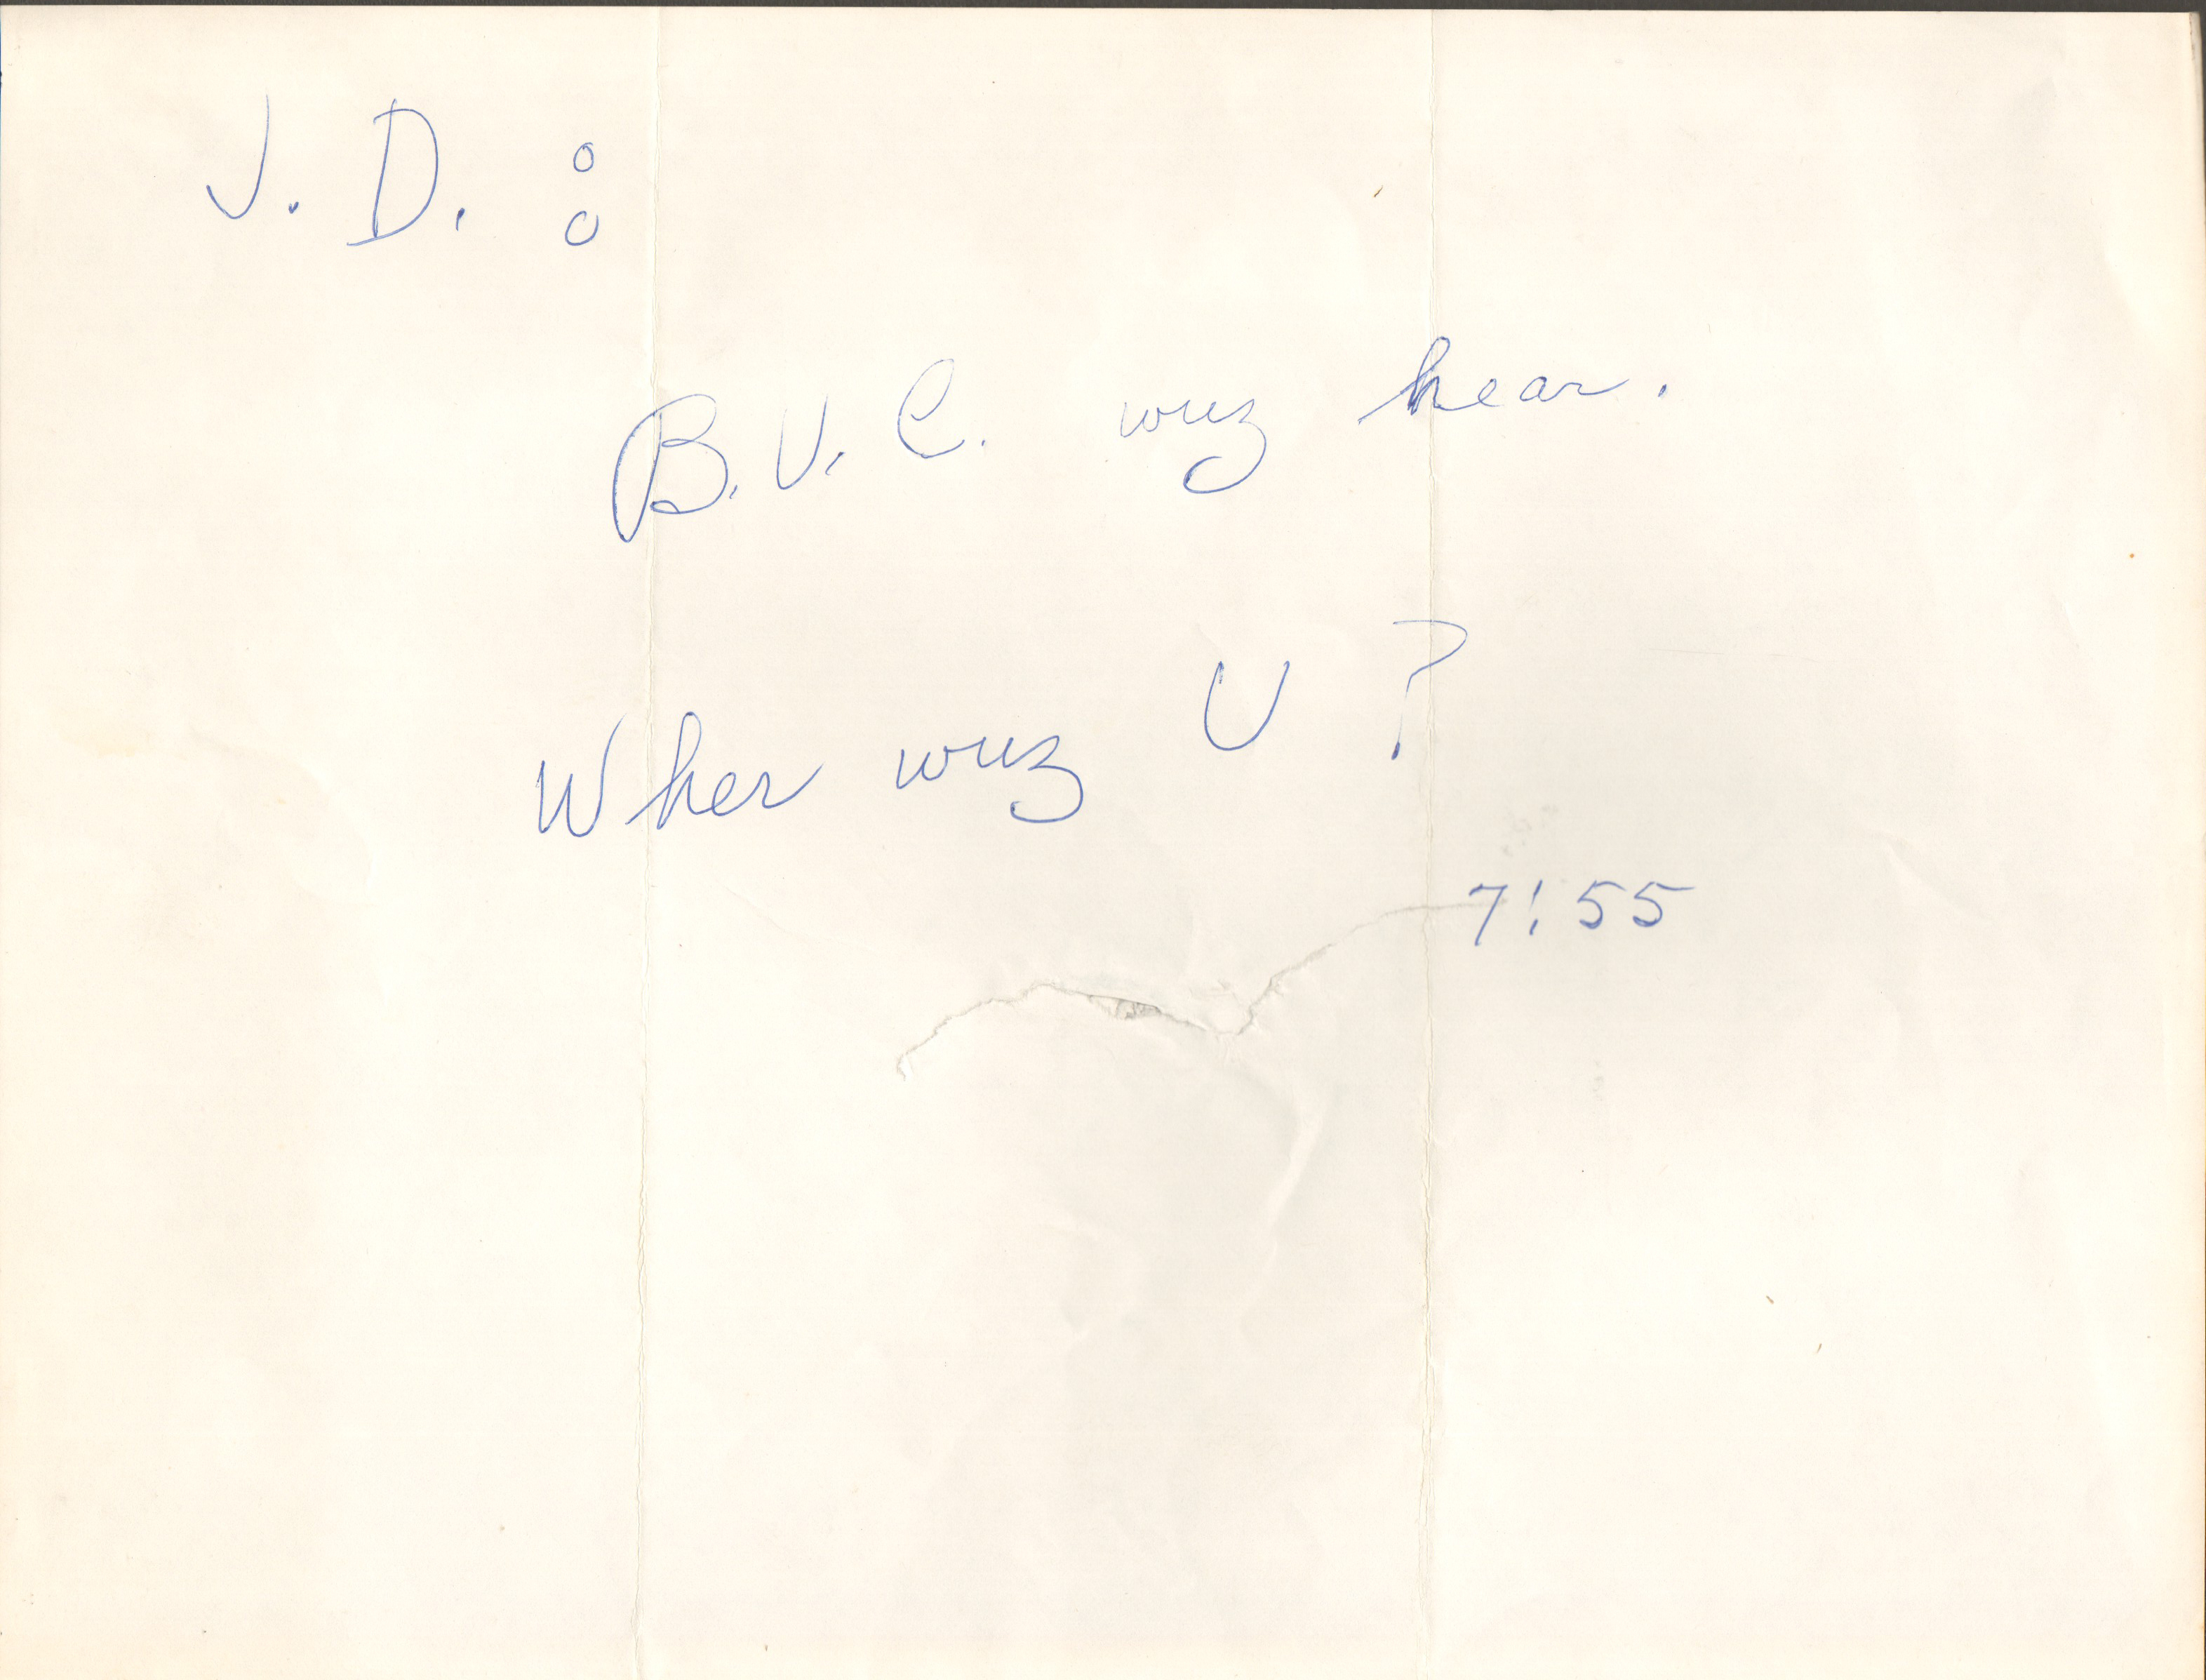 J. D. :
B.V.C. wuz hear.
Wher wuz U ?
7:55